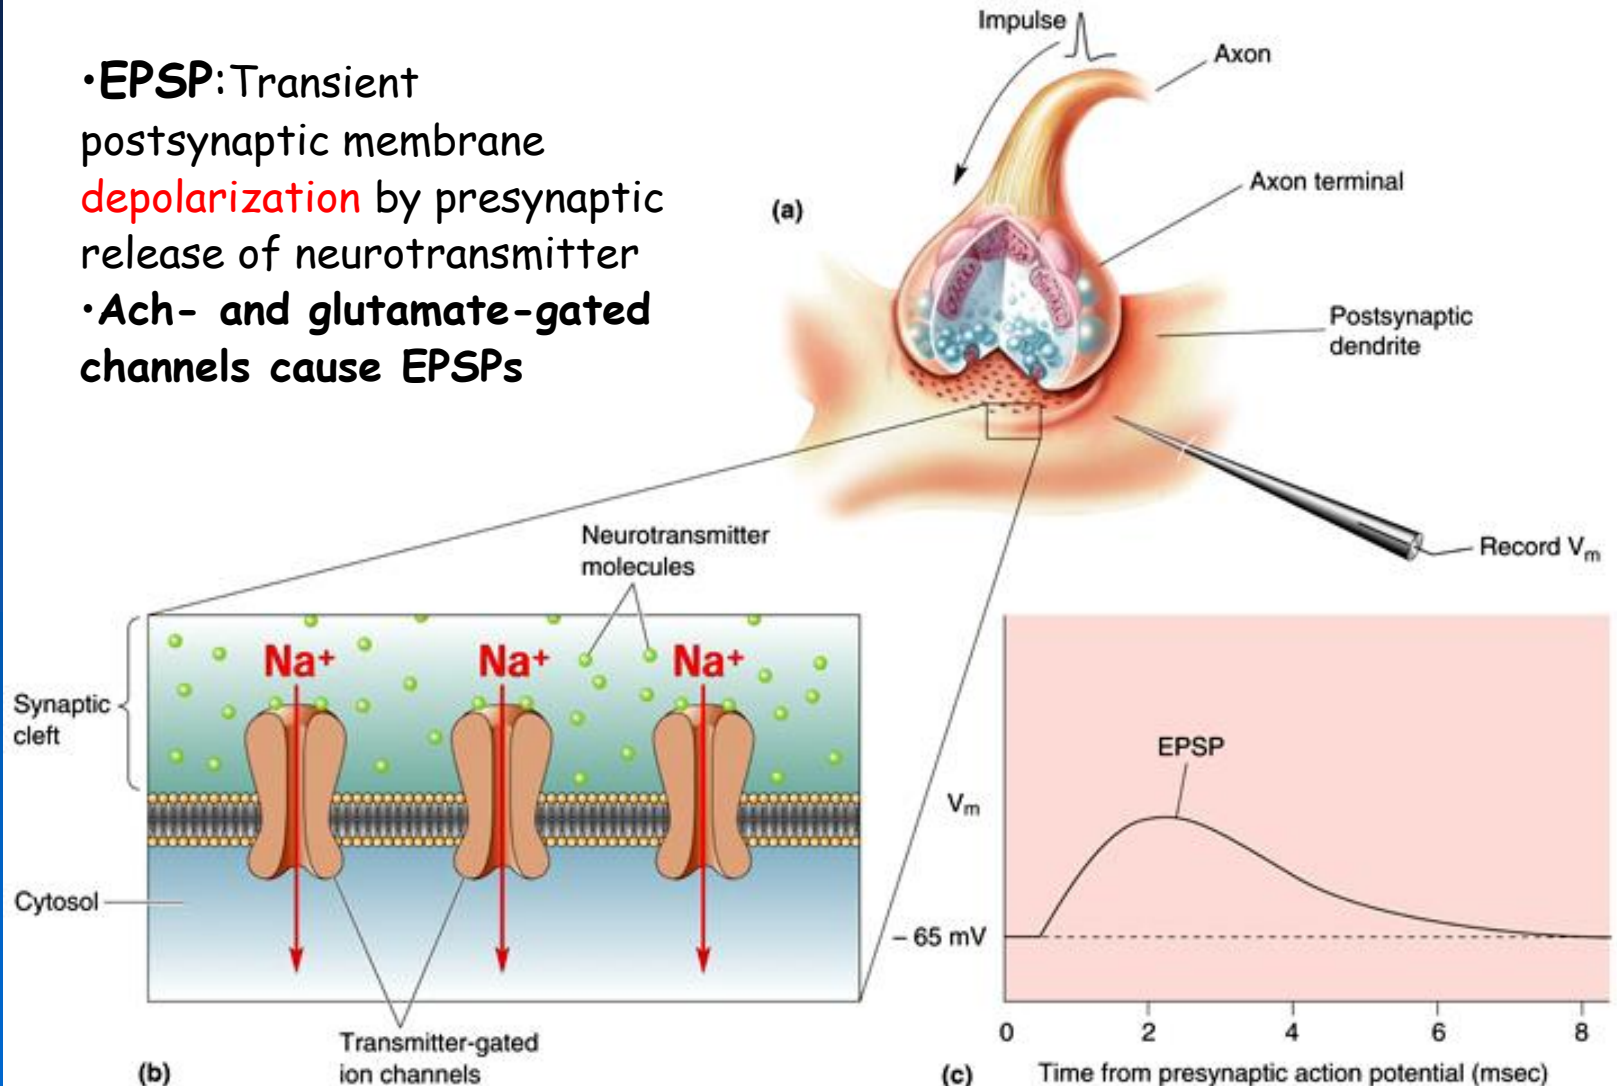 •EPSP:Transient
postsynaptic membrane
depolarization by presynaptic
release of neurotransmitter
•Ach- and glutamate-gated
channels cause EPSPs
Impulse
Axon
Axon terminal
(a)
Postsynaptic
dendrite
Record Vm
Neurotransmitter
molecules
Na+ Na+ Na+
Synaptic
cleft
Cytosol
Transmitter-gated
ion channels
(b)
EPSP
Vm
– 65 mV
0 2 4 6 8
(c) Time from presynaptic action potential (msec)